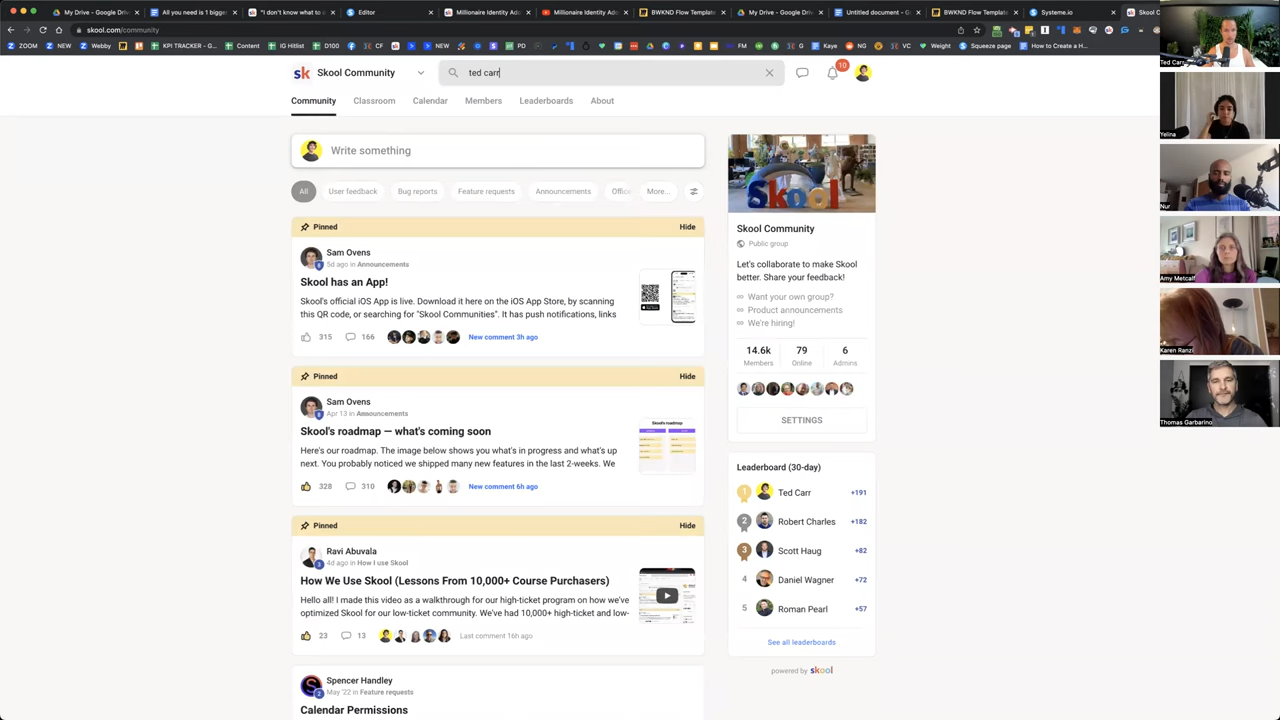 My Drive - Google Driv
All you need is 1 bigger
"I don't know what to
Editor
Millionaire Identity Ado
Millionaire Identity Ado
BWKND Flow Template
My Drive - Google Driv
Untitled document - G
BWKND Flow Template
Systeme.io
Skool C
skool.com/community
ZOOM
NEW
Webby
KPI TRACKER - G...
Content
IG Hitlist
D100
CF
NEW
PD
FM
Kaye
NG
VC
Weight
Squeeze page
How to Create a H...
sk Skool Community
ted carr
10
Community
Classroom
Calendar
Members
Leaderboards
About
Write something
All
User feedback
Bug reports
Feature requests
Announcements
Office
More...
Pinned
Hide
Sam Ovens
5d ago in Announcements
Skool has an App!
Skool's official iOS App is live. Download it here on the iOS App Store, by scanning
this QR code, or searching for "Skool Communities". It has push notifications, links
315
166
New comment 3h ago
Pinned
Hide
Sam Ovens
Apr 13 in Announcements
Skool's roadmap — what's coming
Here's our roadmap. The image below shows you what's in progress and what's up
next. You probably noticed we shipped many new features in the last 2-weeks. We
Skool's roadmap
328
310
New comment 6h ago
Pinned
Hide
Ravi Abuvala
4d ago in How I use Skool
How We Use Skool (Lessons From 10,000+ Course Purchasers)
Hello all! I made this video as a walkthrough for our high-ticket program on how we've
optimized Skool for our low-ticket community. We've had 10,000+ high-ticket and low-
23
13
Last comment 16h ago
Spencer Handley
May '22 in Feature requests
Calendar Permissions
Skool
Skool Community
Public group
Let's collaborate to make Skool
better. Share your feedback!
Want your own group?
Product announcements
We're hiring!
14.6k
79
6
Members
Online
Admins
SETTINGS
Leaderboard (30-day)
1 Ted Carr +191
2 Robert Charles +182
3 Scott Haug +82
4 Daniel Wagner +72
5 Roman Pearl +57
See all leaderboards
powered by skool
Ted Carr
Yelina
Nur
Amy Metcalf
Karen Ranzi
Thomas Garbarino